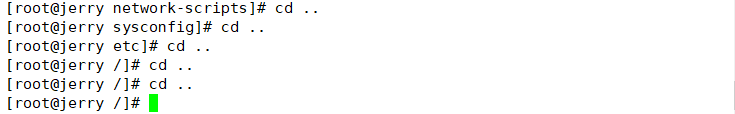 [root@jerry network-scripts]# cd ..
[root@jerry sysconfig]# cd ..
[root@jerry etc]# cd ..
[root@jerry /]# cd ..
[root@jerry /]# cd ..
[root@jerry /]#